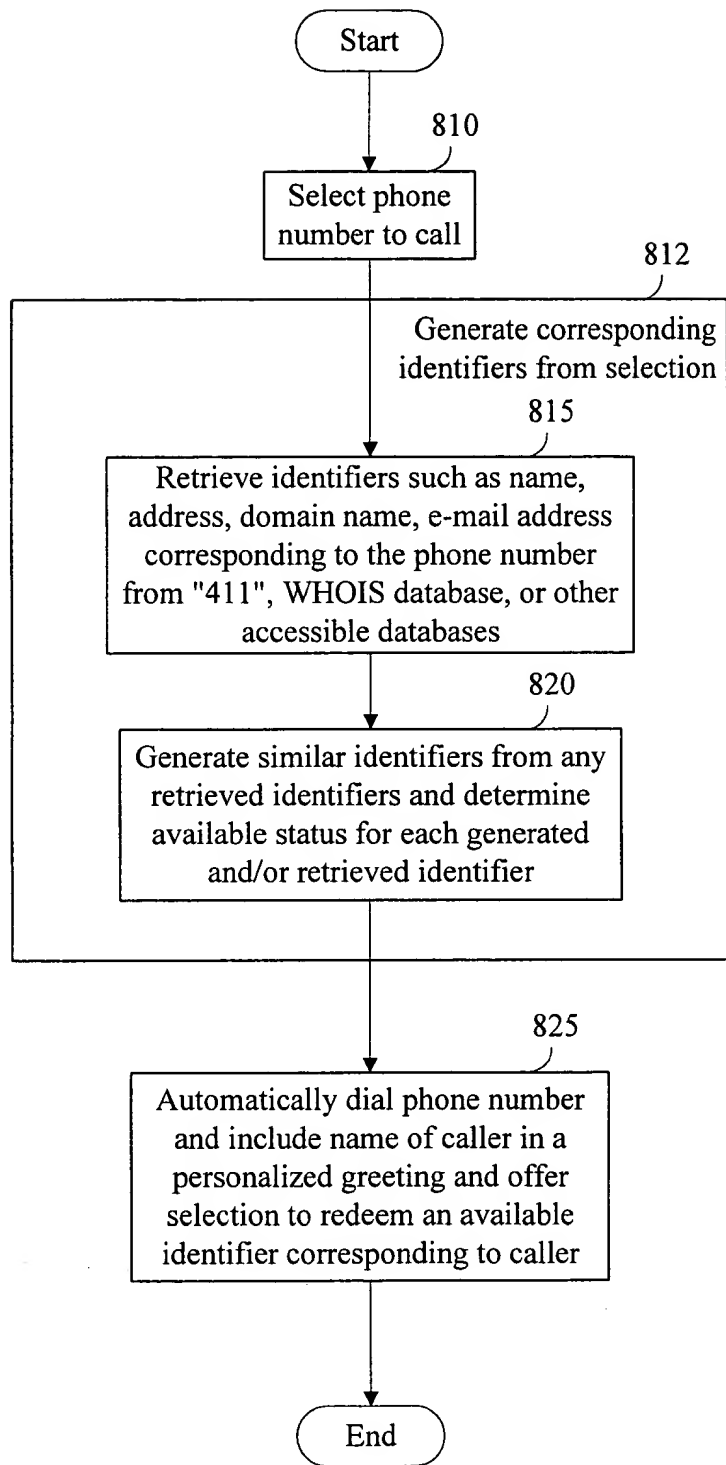 Start
810
Select phone
number to call
812
Generate corresponding
identifiers from selection
815
Retrieve identifiers such as name,
address, domain name, e-mail address
corresponding to the phone number
from "411", WHOIS database, or other
accessible databases
820
Generate similar identifiers from any
retrieved identifiers and determine
available status for each generated
and/or retrieved identifier
825
Automatically dial phone number
and include name of caller in a
personalized greeting and offer
selection to redeem an available
identifier corresponding to caller
End